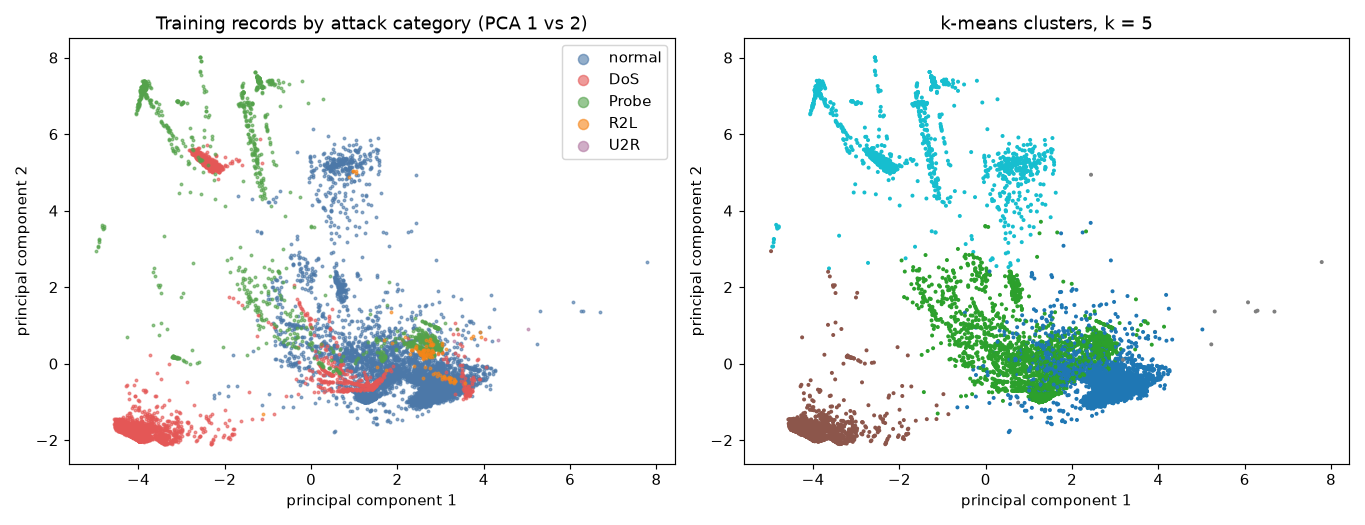 Training records by attack category (PCA 1 vs 2)
normal
DoS
Probe
R2L
U2R
8
6
4
2
0
−2
−4
−2
0
2
4
6
8
principal component 2
principal component 1
k-means clusters, k = 5
8
6
4
2
0
−2
−4
−2
0
2
4
6
8
principal component 2
principal component 1